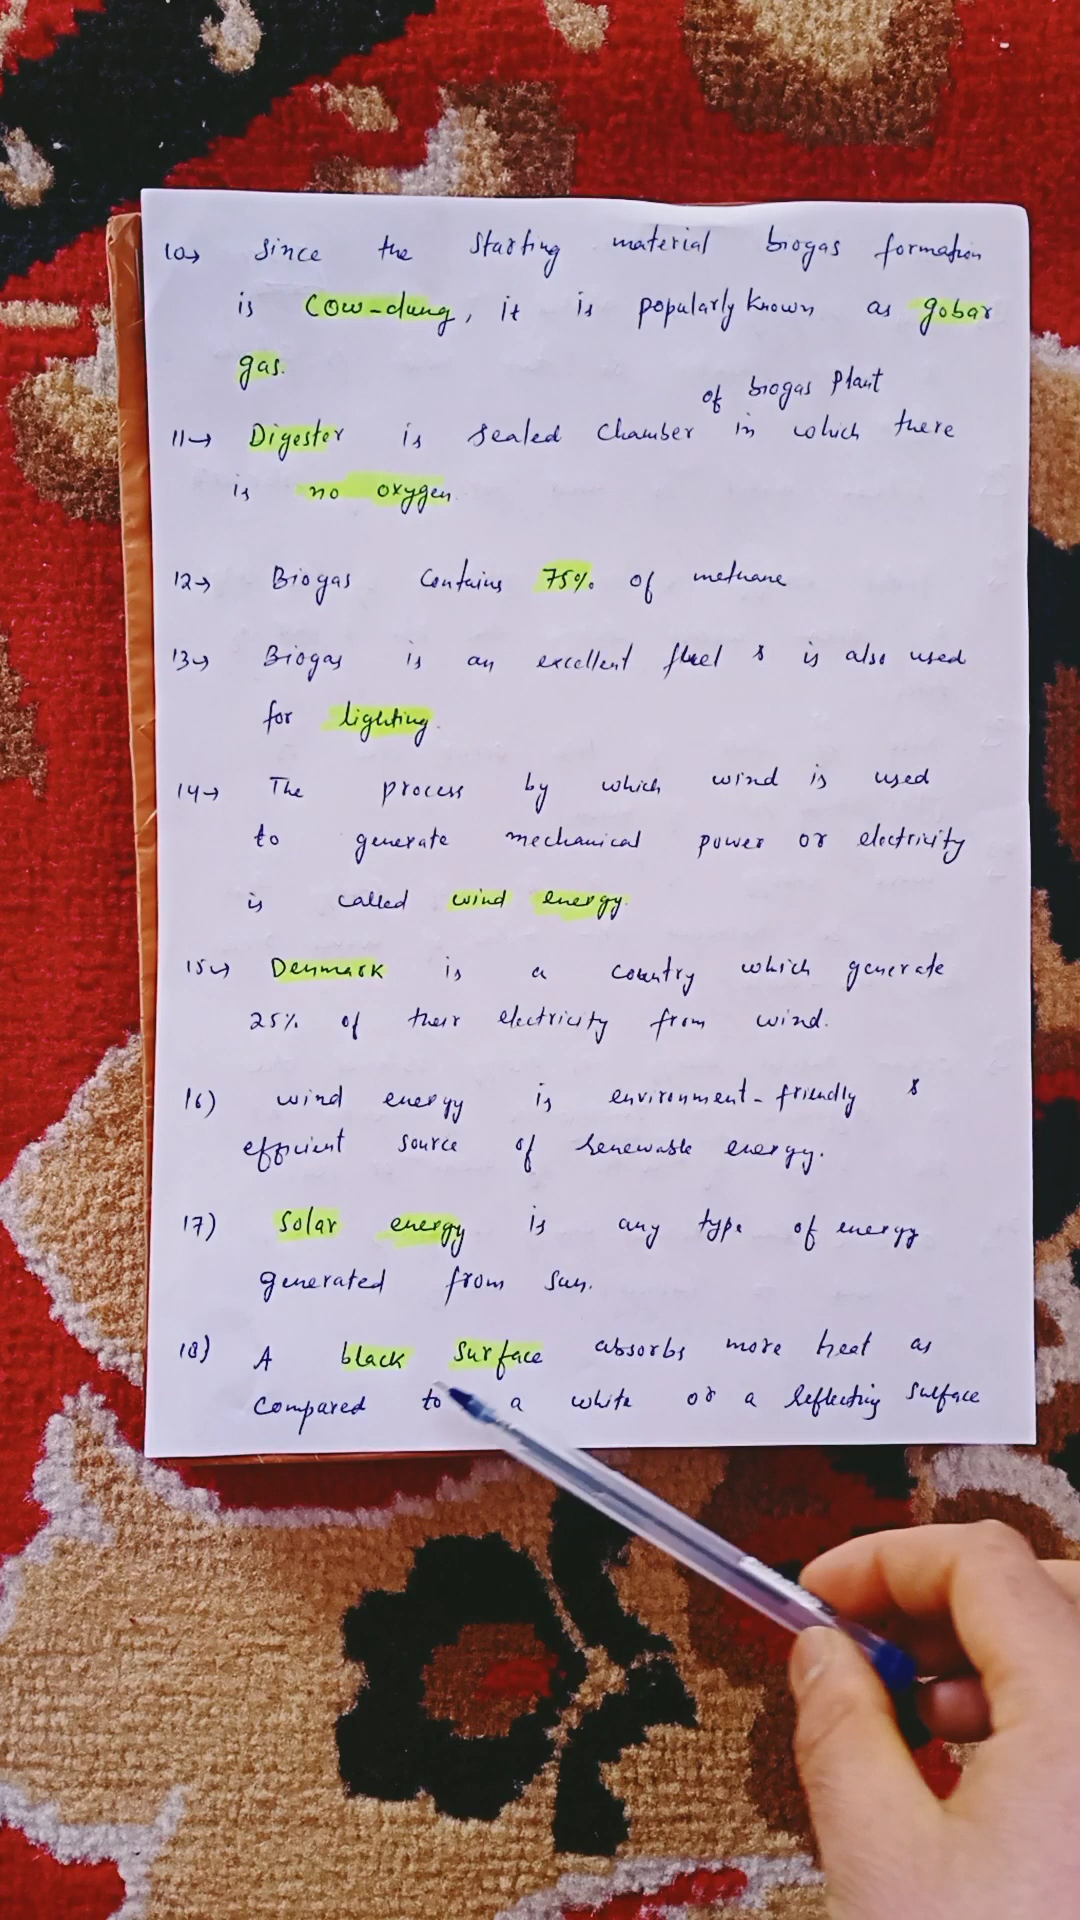 10→ Since the starting material biogas formation
is Cow-dung, it is popularly known as gobar
gas.
of biogas Plant
11→ Digester is sealed chamber in which there
is no oxygen.
12→ Biogas Contains 75% of methane
13→ Biogas is an excellent fuel & is also used
for lighting.
14→ The process by which wind is used
to generate mechanical power or electricity
is called wind energy.
15→ Denmark is a country which generate
25% of their electricity from wind.
16) wind energy is environment-friendly &
efficient source of renewable energy.
17) Solar energy is any type of energy
generated from sun.
18) A black surface absorbs more heat as
compared to a white or a reflecting surface